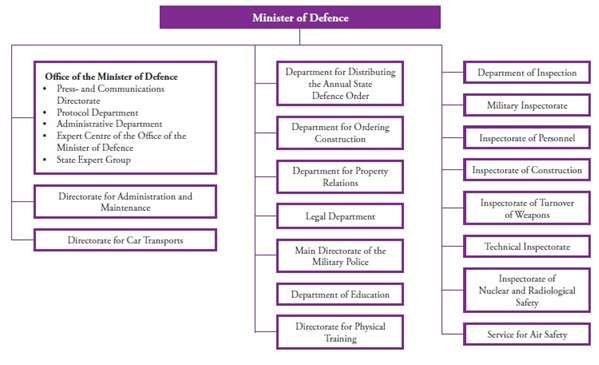 Minister of Defence
Office of the Minister of Defence
• Press- and Communications
Directorate
• Protocol Department
• Administrative Department
• Expert Centre of the Office of the
Minister of Defence
• State Expert Group
Directorate for Administration and
Maintenance
Directorate for Car Transports
Department for Distributing
the Annual State
Defence Order
Department for Ordering
Construction
Department for Property
Relations
Legal Department
Main Directorate of the
Military Police
Department of Education
Directorate for Physical
Training
Department of Inspection
Military Inspectorate
Inspectorate of Personnel
Inspectorate of Construction
Inspectorate of Turnover
of Weapons
Technical Inspectorate
Inspectorate of
Nuclear and Radiological
Safety
Service for Air Safety